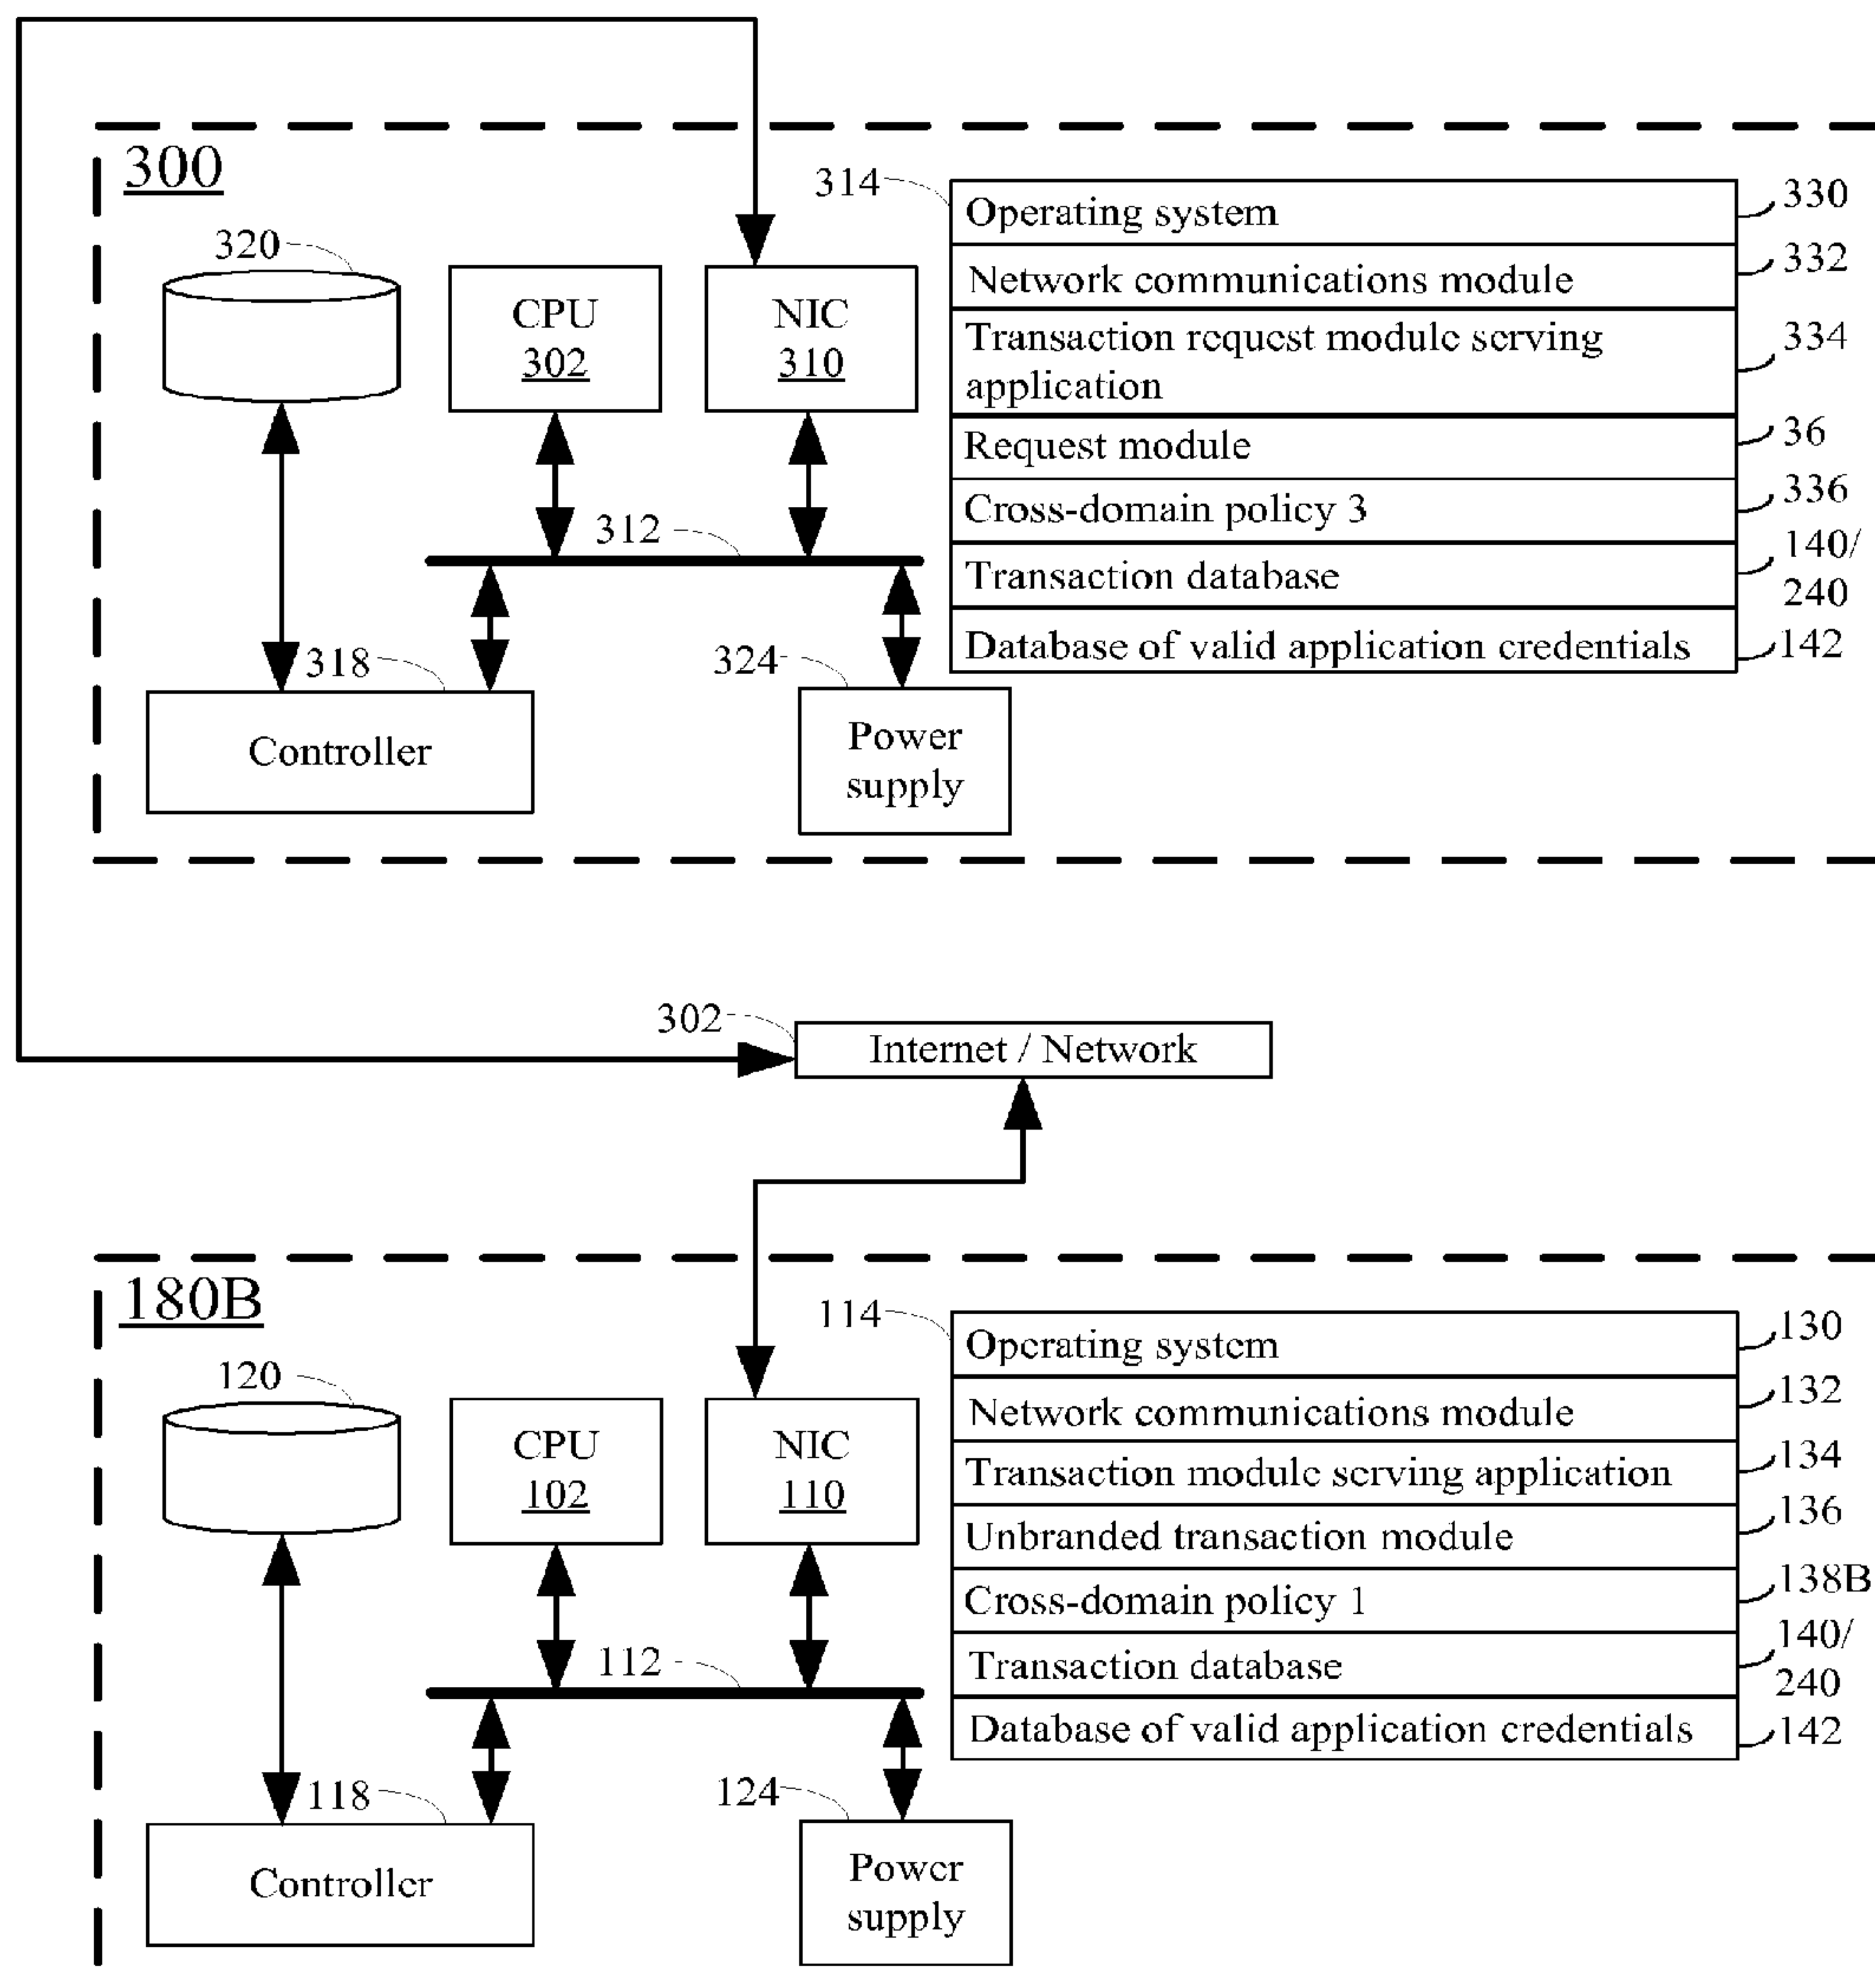 300
320
CPU
302
NIC
310
314
Operating system
330
Network communications module
332
Transaction request module serving
application
334
Request module
36
Cross-domain policy 3
336
Transaction database
140/
240
Database of valid application credentials
142
312
318
Controller
324
Power
supply
302
Internet / Network
180B
120
CPU
102
NIC
110
114
Operating system
130
Network communications module
132
Transaction module serving application
134
Unbranded transaction module
136
Cross-domain policy 1
138B
Transaction database
140/
240
Database of valid application credentials
142
112
118
Controller
124
Power
supply